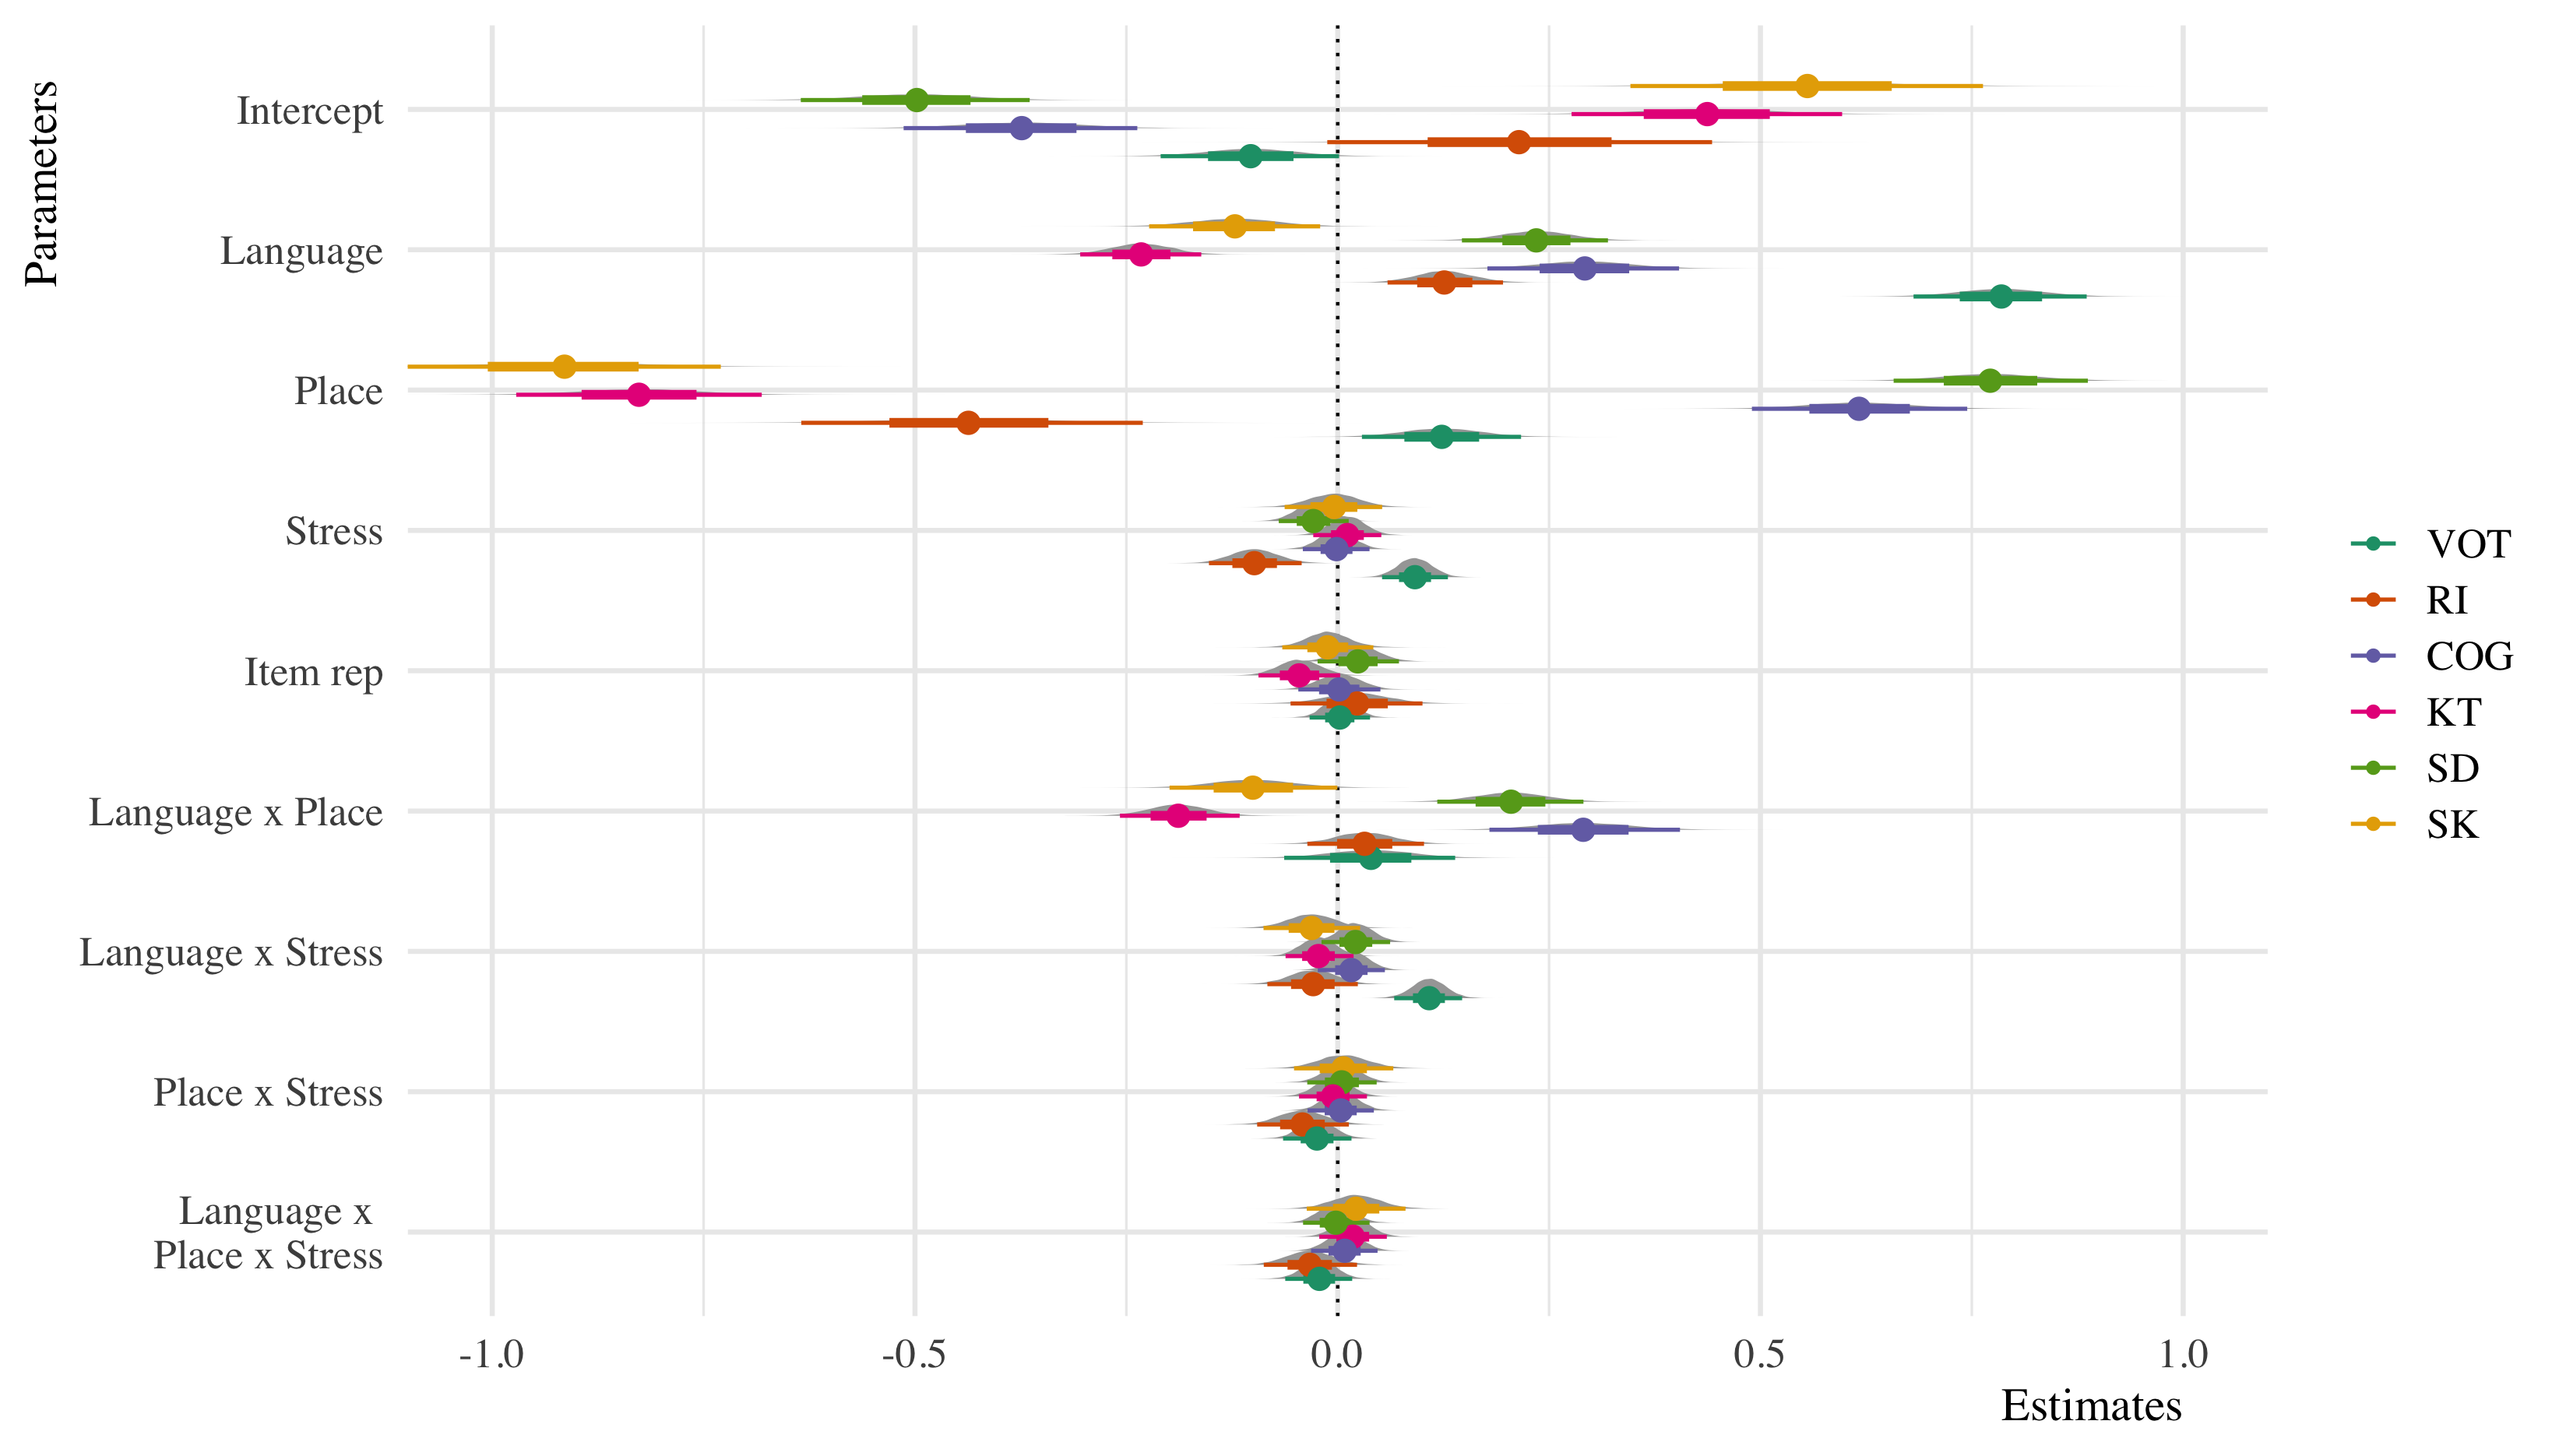 Parameters
Intercept
Language
Place
Stress
Item rep
Language x Place
Language x Stress
Place x Stress
Language x
Place x Stress
-1.0
-0.5
0.0
0.5
1.0
Estimates
VOT
RI
COG
KT
SD
SK